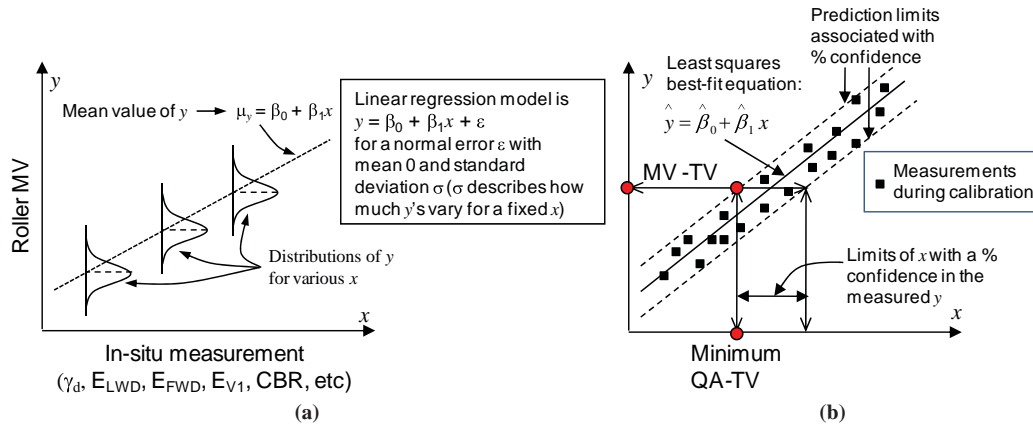 y
Mean value of y → μy = β0 + β1x
Roller MV
Distributions of y
for various x
x
In-situ measurement
(γd, ELWD, EFWD, EV1, CBR, etc)
(a)
Linear regression model is
y = β0 + β1x + ε
for a normal error ε with
mean 0 and standard
deviation σ (σ describes how
much y's vary for a fixed x)
Prediction limits
associated with
% confidence
y
Least squares
best-fit equation:
ŷ = β̂0 + β̂1 x
MV-TV
Measurements
during calibration
Limits of x with a %
confidence in the
measured y
x
Minimum
QA-TV
(b)